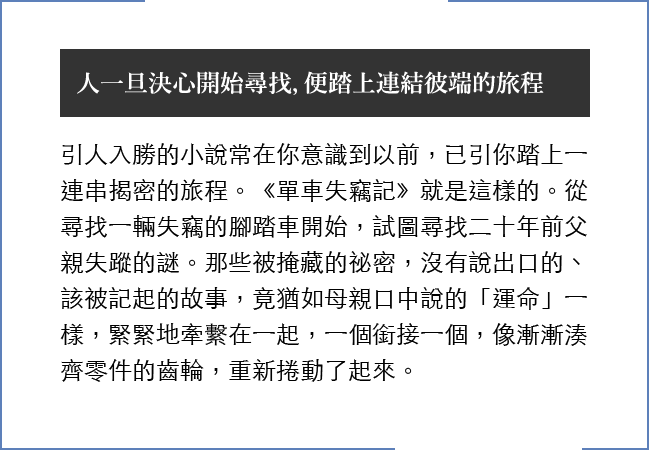 人一旦決心開始尋找, 便踏上連結彼端的旅程
引人入勝的小說常在你意識到以前，已引你踏上一
連串揭密的旅程。《單車失竊記》就是這樣的。從
尋找一輛失竊的腳踏車開始，試圖尋找二十年前父
親失蹤的謎。那些被掩藏的祕密，沒有說出口的、
該被記起的故事，竟猶如母親口中說的「運命」一
樣，緊緊地牽繫在一起，一個銜接一個，像漸漸湊
齊零件的齒輪，重新捲動了起來。